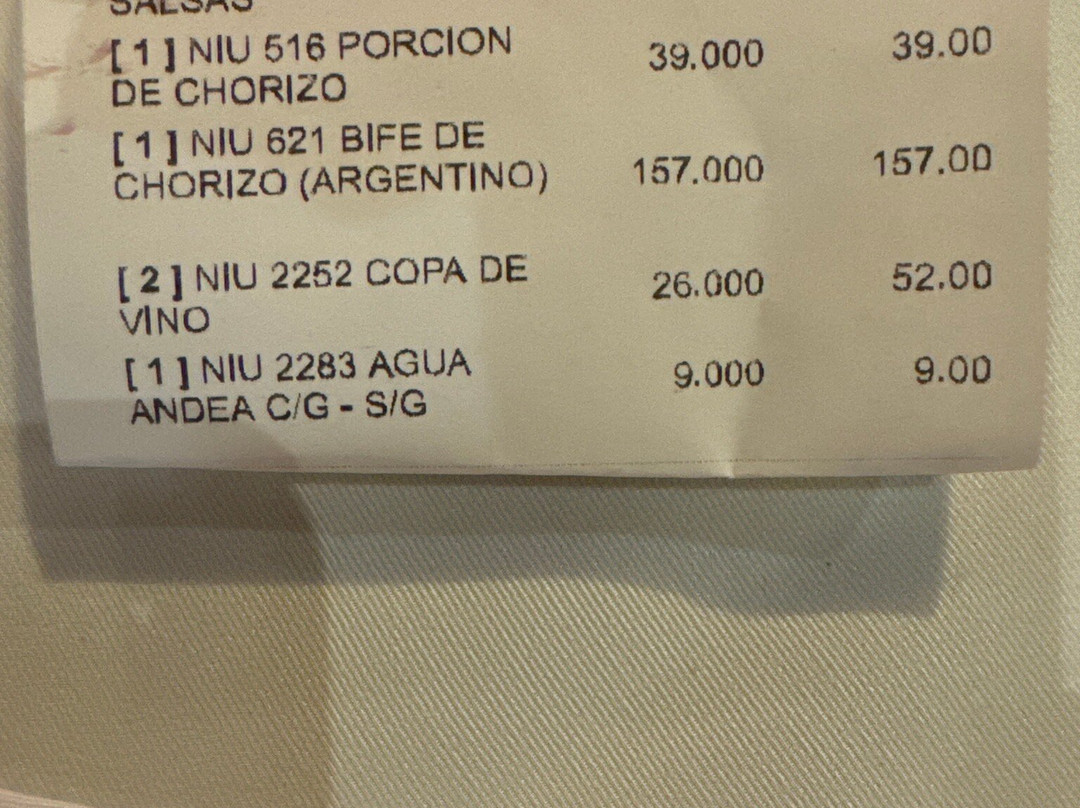 SALSAS
[ 1 ] NIU 516 PORCION 39.000 39.00
DE CHORIZO
[ 1 ] NIU 621 BIFE DE
CHORIZO (ARGENTINO) 157.000 157.00
[ 2 ] NIU 2252 COPA DE 26.000 52.00
VINO
[ 1 ] NIU 2283 AGUA 9.000 9.00
ANDEA C/G - S/G